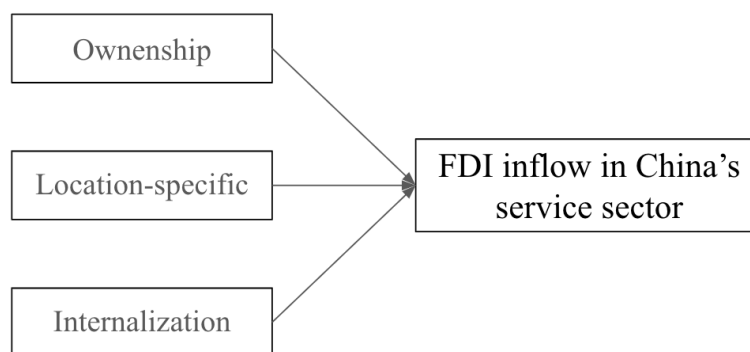 Ownenship
Location-specific
Internalization
FDI inflow in China’s
service sector